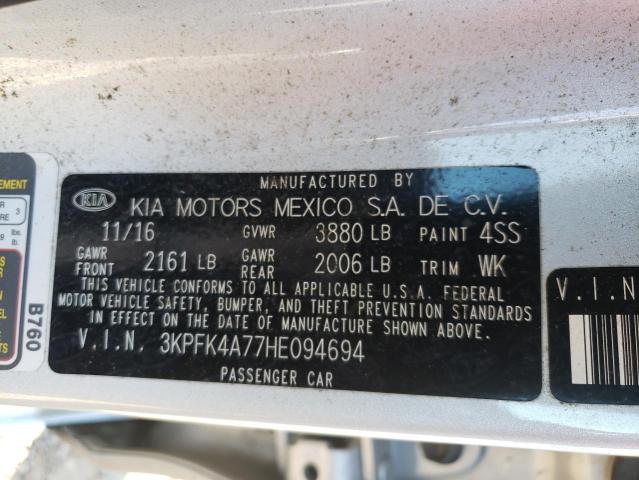 MANUFACTURED BY
KIA KIA MOTORS MEXICO S.A. DE C.V.
11/16 GVWR 3880 LB PAINT 4SS
GAWR FRONT 2161 LB GAWR REAR 2006 LB TRIM WK
THIS VEHICLE CONFORMS TO ALL APPLICABLE U.S.A. FEDERAL
MOTOR VEHICLE SAFETY, BUMPER, AND THEFT PREVENTION STANDARDS
IN EFFECT ON THE DATE OF MANUFACTURE SHOWN ABOVE.
V.I.N. 3KPFK4A77HE094694
PASSENGER CAR
B760
V.I.N